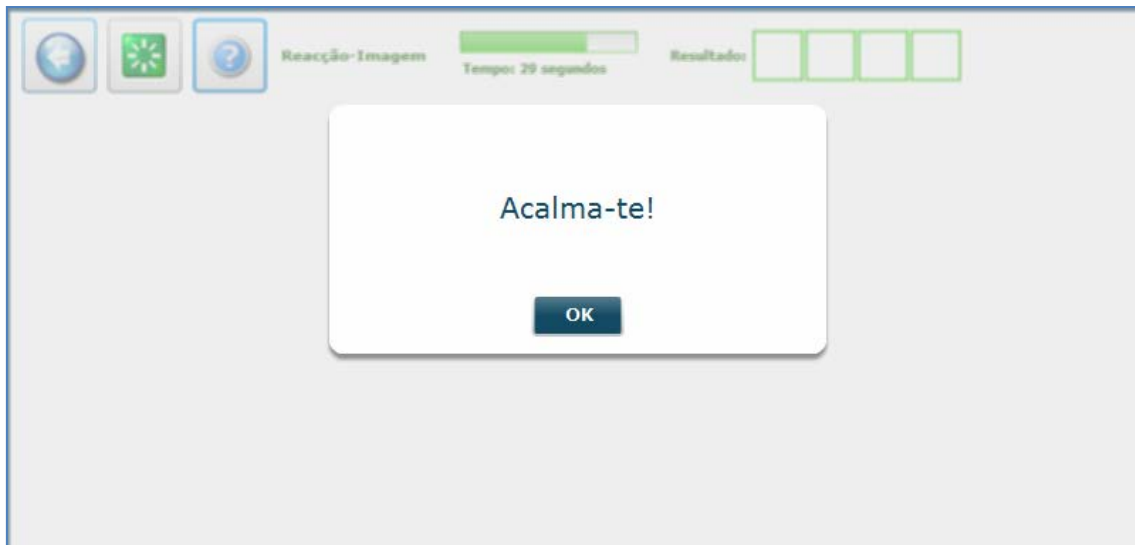 Reacção-Imagem
Tempo: 29 segundos
Resultado:
Acalma-te!
OK